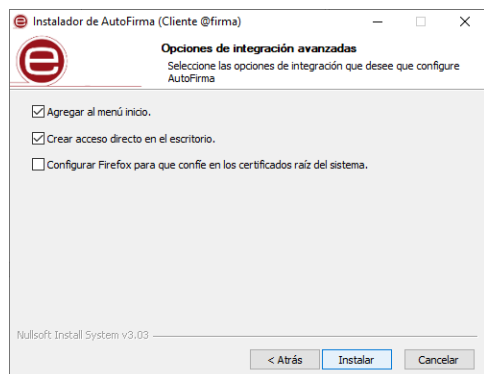 Instalador de AutoFirma (Cliente @firma)
Opciones de integración avanzadas
Seleccione las opciones de integración que desee que configure
AutoFirma
Agregar al menú inicio.
Crear acceso directo en el escritorio.
Configurar Firefox para que confíe en los certificados raíz del sistema.
Nullsoft Install System v3.03
< Atrás
Instalar
Cancelar